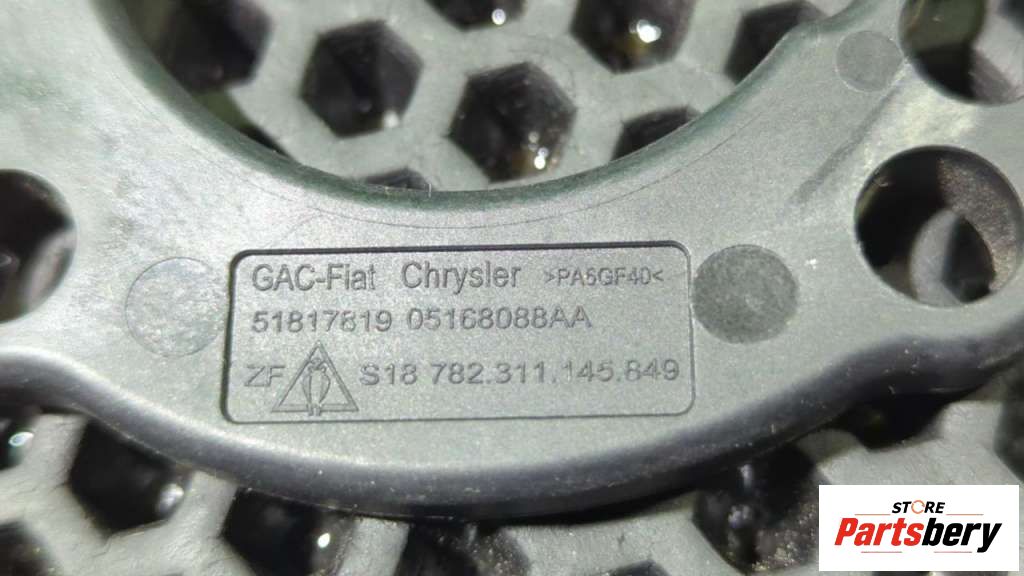 GAC-Fiat Chrysler >PA6GF40<
51817819 05168088AA
ZF S18 782.311.145.849
STORE
Partsbery